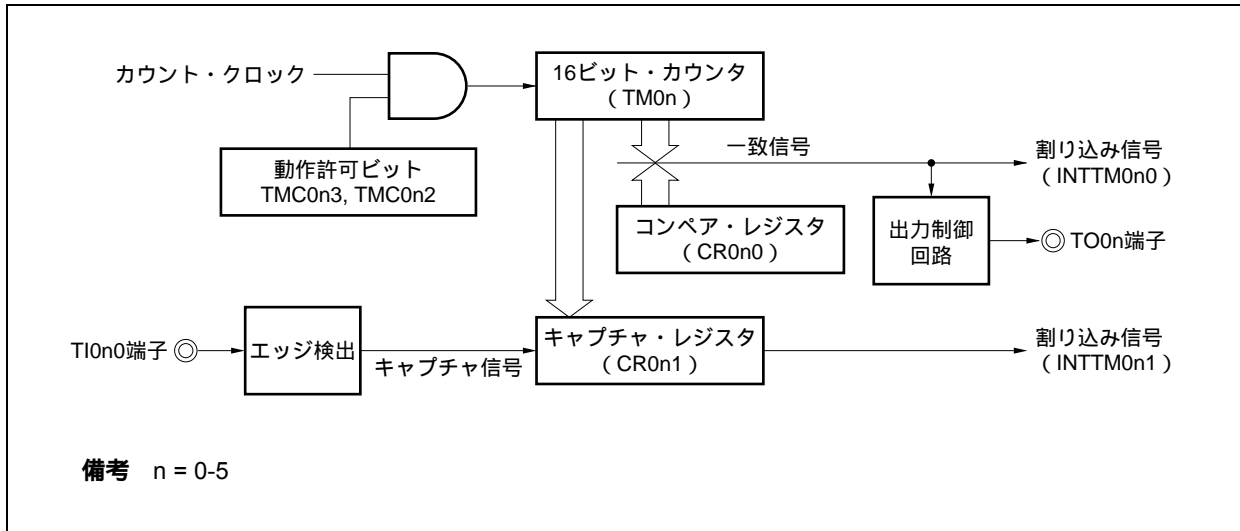 カウント・クロック
16ビット・カウンタ
（TM0n）
動作許可ビット
TMC0n3, TMC0n2
一致信号
割り込み信号
（INTTM0n0）
コンペア・レジスタ
（CR0n0）
出力制御
回路
TO0n端子
TI0n0端子
エッジ検出
キャプチャ信号
キャプチャ・レジスタ
（CR0n1）
割り込み信号
（INTTM0n1）
備考 n = 0-5